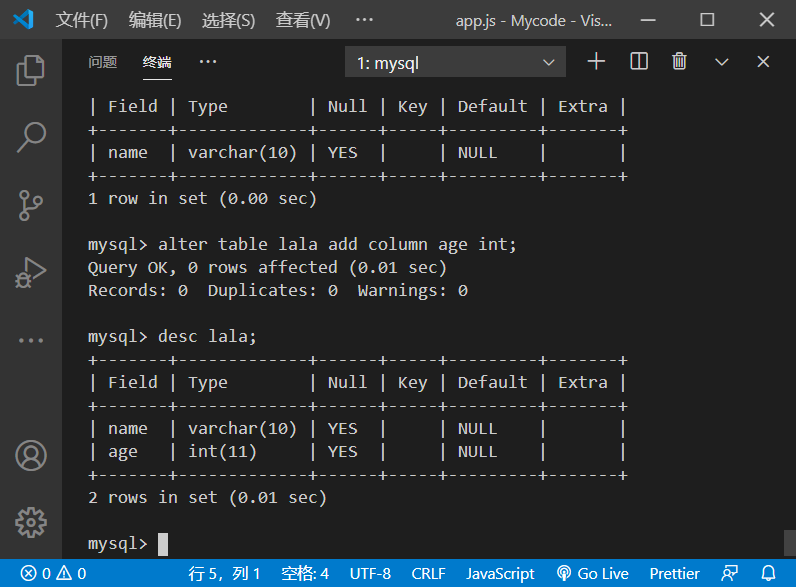 文件(F) 编辑(E) 选择(S) 查看(V) ··· app.js - Mycode - Vis...
问题 终端 ··· 1: mysql
| Field | Type        | Null | Key | Default | Extra |
+-------+-------------+------+-----+---------+-------+
| name  | varchar(10) | YES  |     | NULL    |       |
+-------+-------------+------+-----+---------+-------+
1 row in set (0.00 sec)
mysql> alter table lala add column age int;
Query OK, 0 rows affected (0.01 sec)
Records: 0  Duplicates: 0  Warnings: 0
mysql> desc lala;
+-------+-------------+------+-----+---------+-------+
| Field | Type        | Null | Key | Default | Extra |
+-------+-------------+------+-----+---------+-------+
| name  | varchar(10) | YES  |     | NULL    |       |
| age   | int(11)     | YES  |     | NULL    |       |
+-------+-------------+------+-----+---------+-------+
2 rows in set (0.01 sec)
mysql>
0 0 行 5，列 1 空格: 4 UTF-8 CRLF JavaScript Go Live Prettier